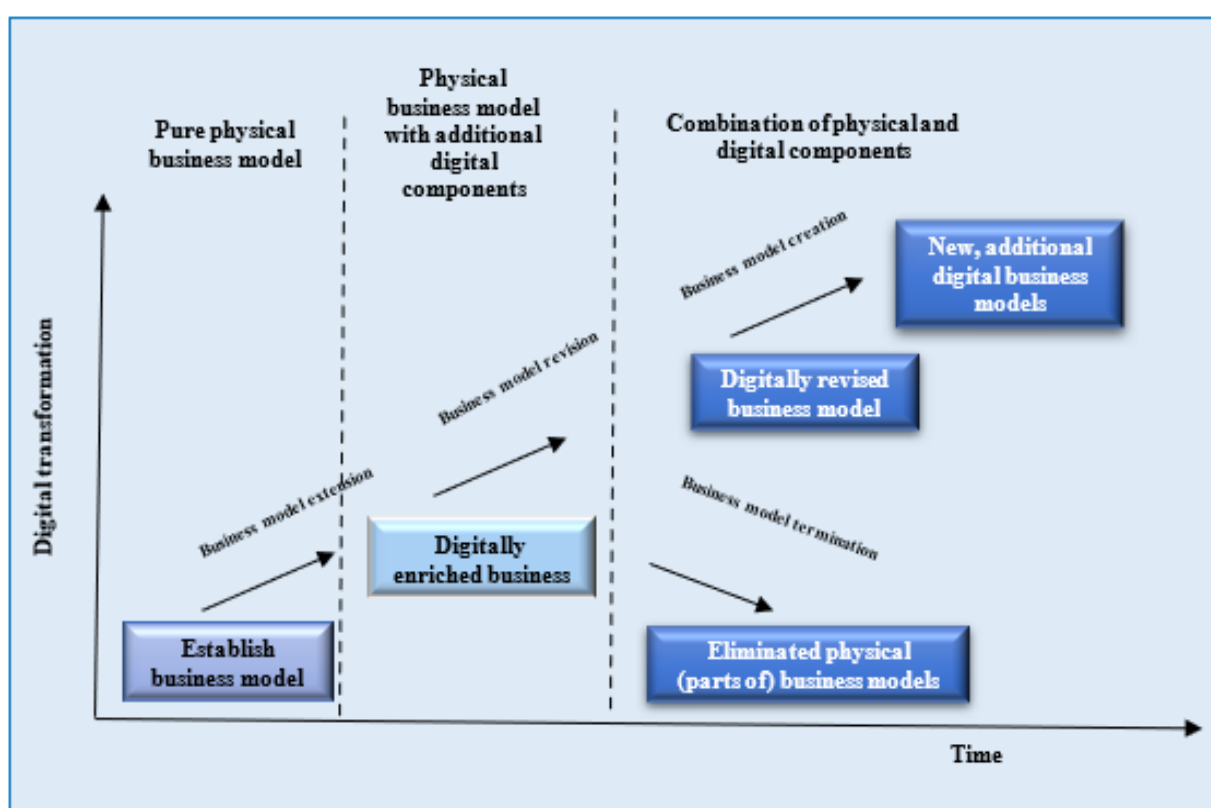 Pure physical
business model
Physical
business model
with additional
digital
components
Combination of physical and
digital components
Digital transformation
Business model extension
Business model revision
Business model creation
Business model termination
Establish
business model
Digitally
enriched business
Digitally revised
business model
New, additional
digital business
models
Eliminated physical
(parts of) business models
Time